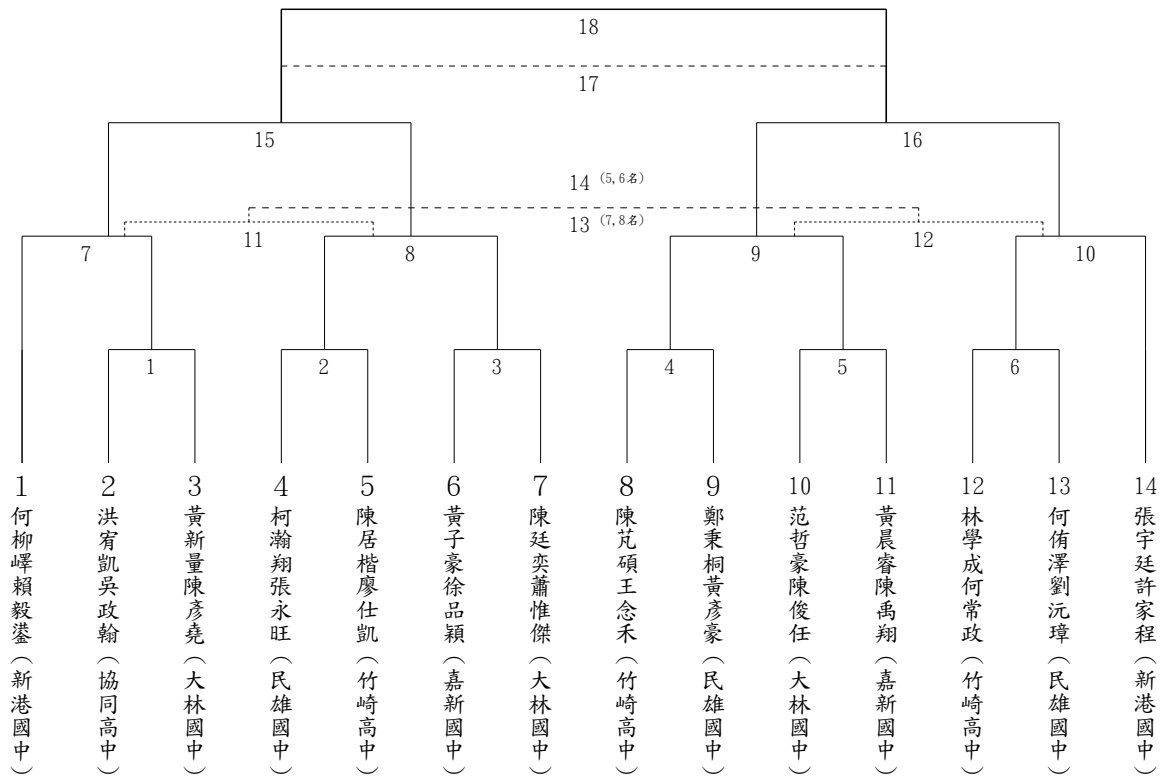 國中組男雙
18
17
15
16
14 (5,6名)
13 (7,8名)
11
12
7
8
9
10
1
2
3
4
5
6
1 何柳嶧賴毅鎏(新港國中)
2 洪宥凱吳政翰(協同高中)
3 黃新量陳彥堯(大林國中)
4 柯瀚翔張永旺(民雄國中)
5 陳居楷廖仕凱(竹崎高中)
6 黃子豪徐品穎(嘉新國中)
7 陳廷奕蕭惟傑(大林國中)
8 陳芃碩王念禾(竹崎高中)
9 鄭秉桐黃彥豪(民雄國中)
10 范哲豪陳俊任(大林國中)
11 黃晨睿陳禹翔(嘉新國中)
12 林學成何常政(竹崎高中)
13 何侑澤劉沅璋(民雄國中)
14 張宇廷許家程(新港國中)